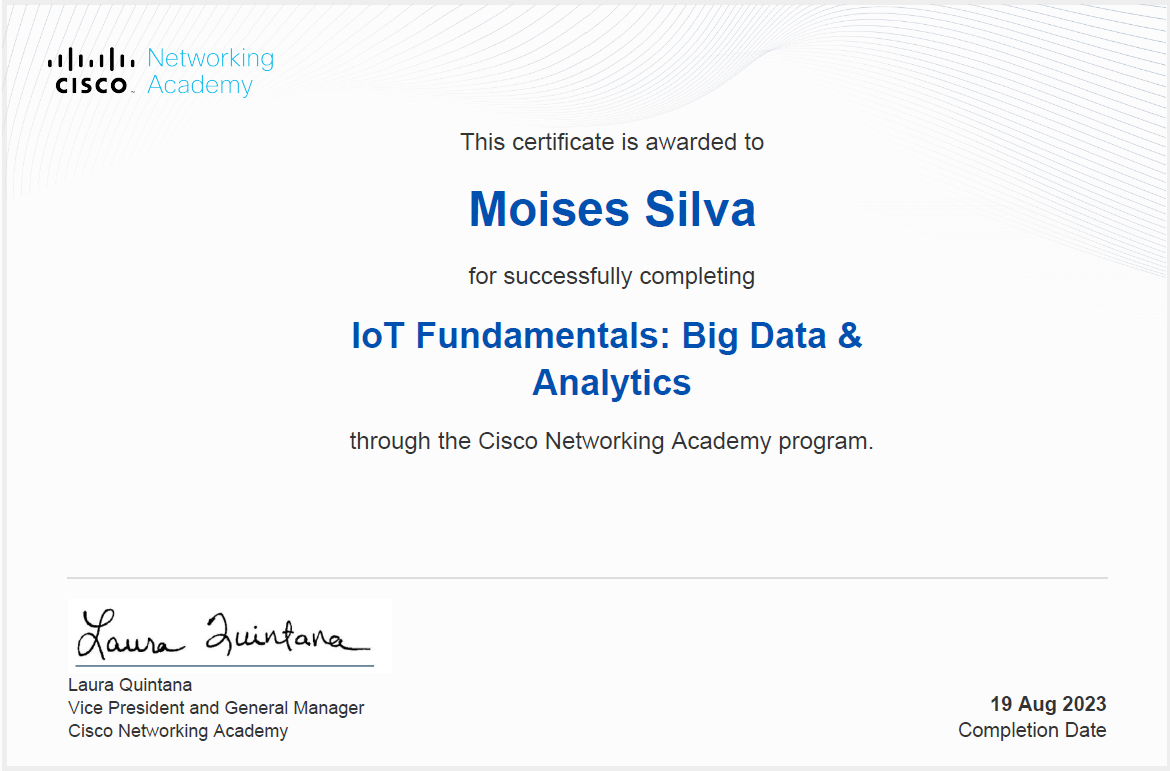 Networking
CISCO Academy
This certificate is awarded to
Moises Silva
for successfully completing
IoT Fundamentals: Big Data &
Analytics
through the Cisco Networking Academy program.
Laura Quintana
Laura Quintana
Vice President and General Manager
Cisco Networking Academy
19 Aug 2023
Completion Date